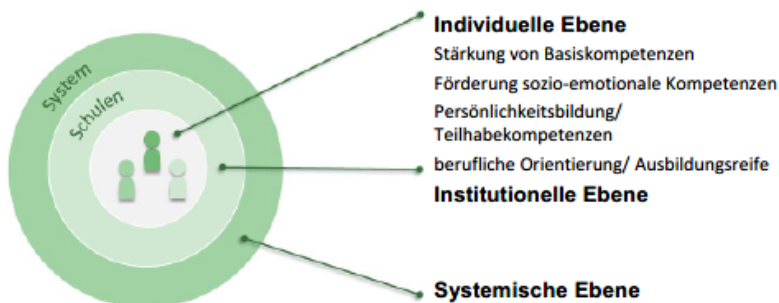 System
Schulen
Individuelle Ebene
Stärkung von Basiskompetenzen
Förderung sozio-emotionale Kompetenzen
Persönlichkeitsbildung/
Teilhabekompetenzen
berufliche Orientierung/ Ausbildungsreife
Institutionelle Ebene
Systemische Ebene